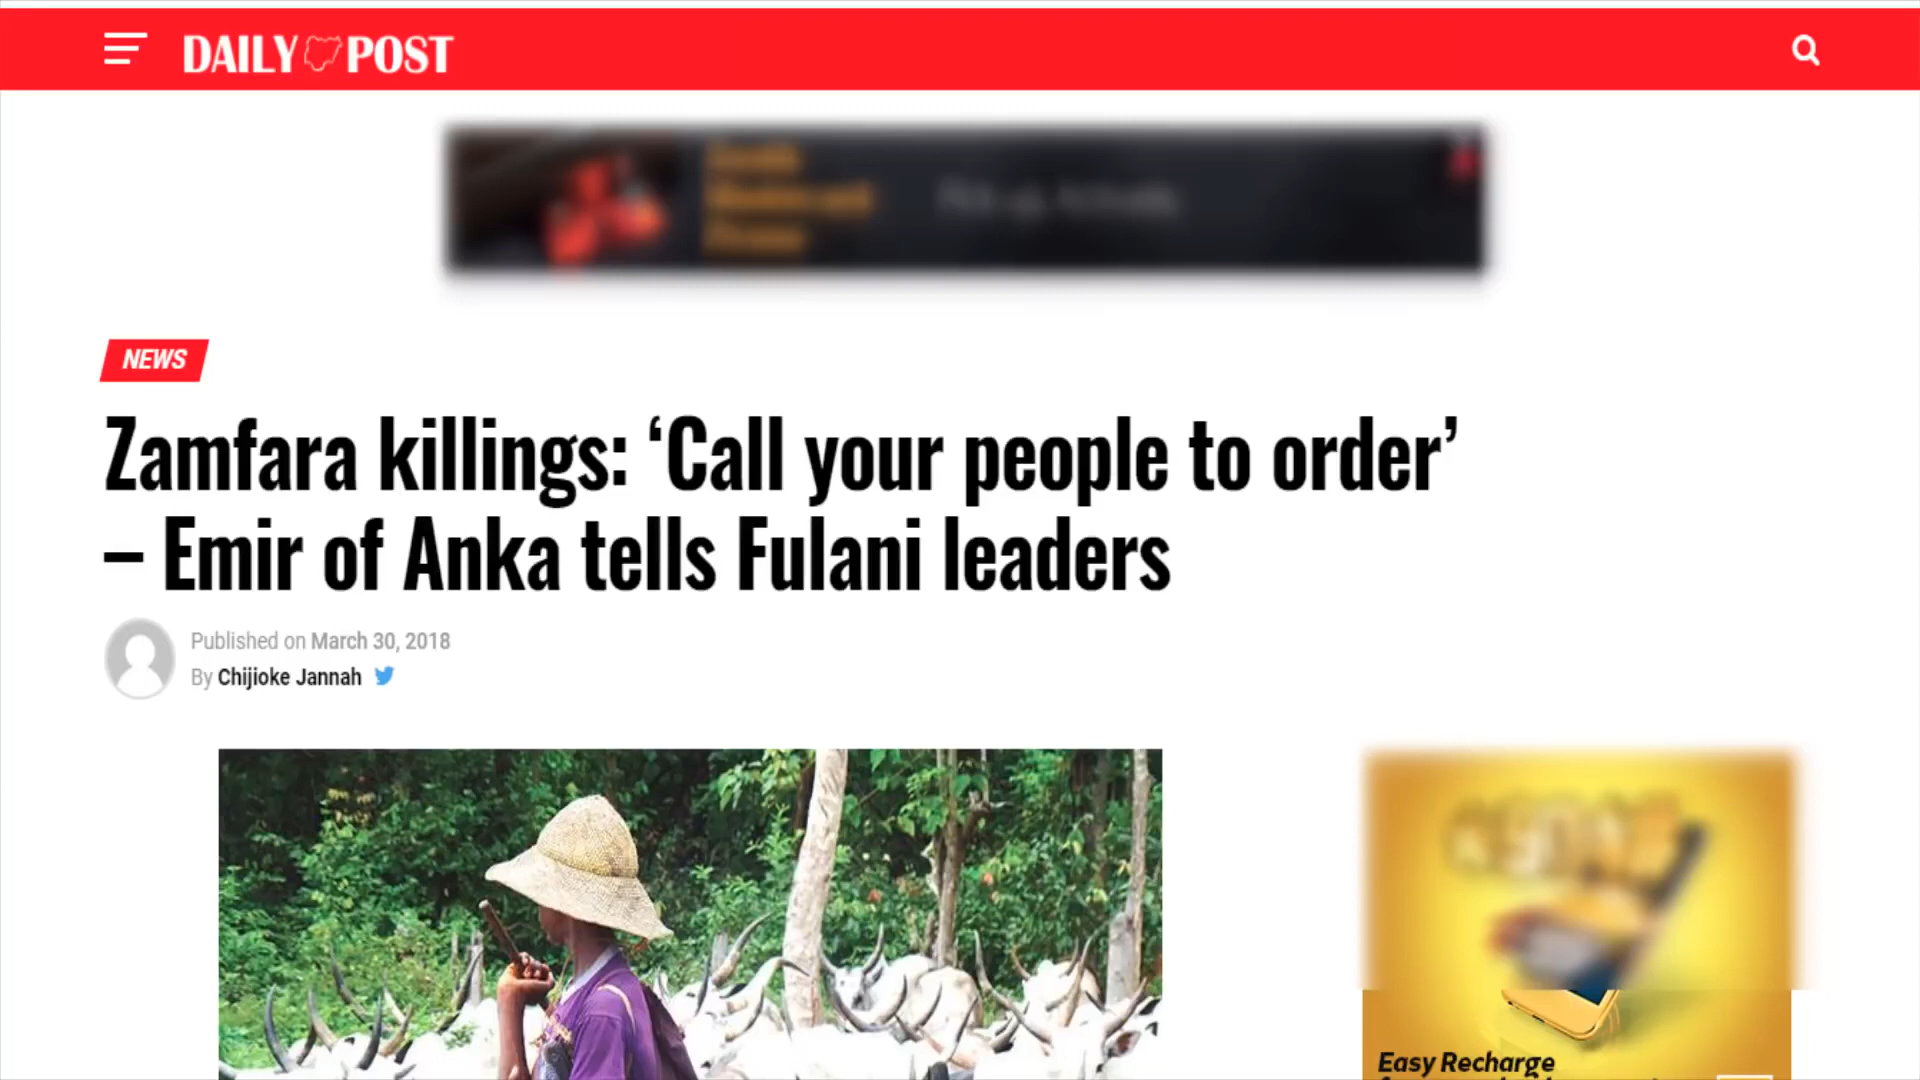 DAILY POST
NEWS
Zamfara killings: ‘Call your people to order’
– Emir of Anka tells Fulani leaders
Published on March 30, 2018
By Chijioke Jannah
Easy Recharge